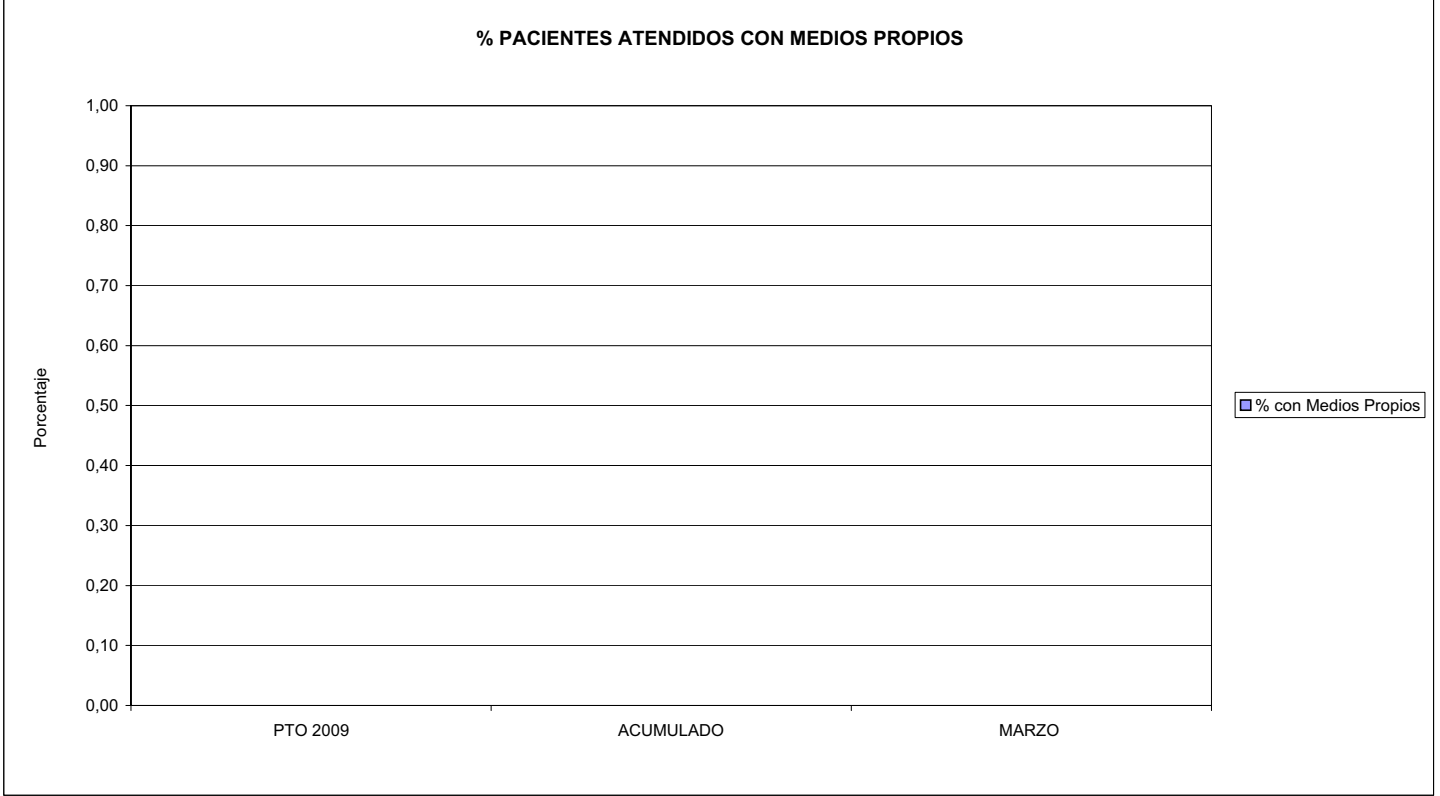 % PACIENTES ATENDIDOS CON MEDIOS PROPIOS
1,00
0,90
0,80
0,70
0,60
0,50
0,40
0,30
0,20
0,10
0,00
Porcentaje
PTO 2009
ACUMULADO
MARZO
% con Medios Propios